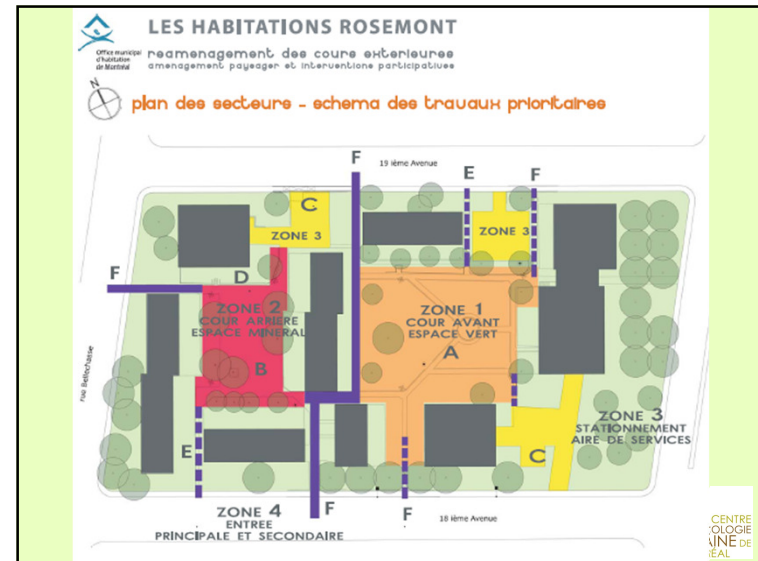 LES HABITATIONS ROSEMONT
Office municipal
d'habitation
de Montréal
reamenagement des cours exterieures
amenagement paysager et interventions participatives
N
plan des secteurs - schema des travaux prioritaires
F
19 ième Avenue
E
F
C
ZONE 3
ZONE 3
F
D
ZONE 2
COUR ARRIERE
ESPACE MINERAL
ZONE 1
COUR AVANT
ESPACE VERT
A
B
rue Bellechasse
ZONE 3
STATIONNEMENT
AIRE DE SERVICES
E
C
ZONE 4
ENTREE
PRINCIPALE ET SECONDAIRE
F
F
18 ième Avenue
CENTRE
COLOGIE
AINE DE
ÉAL